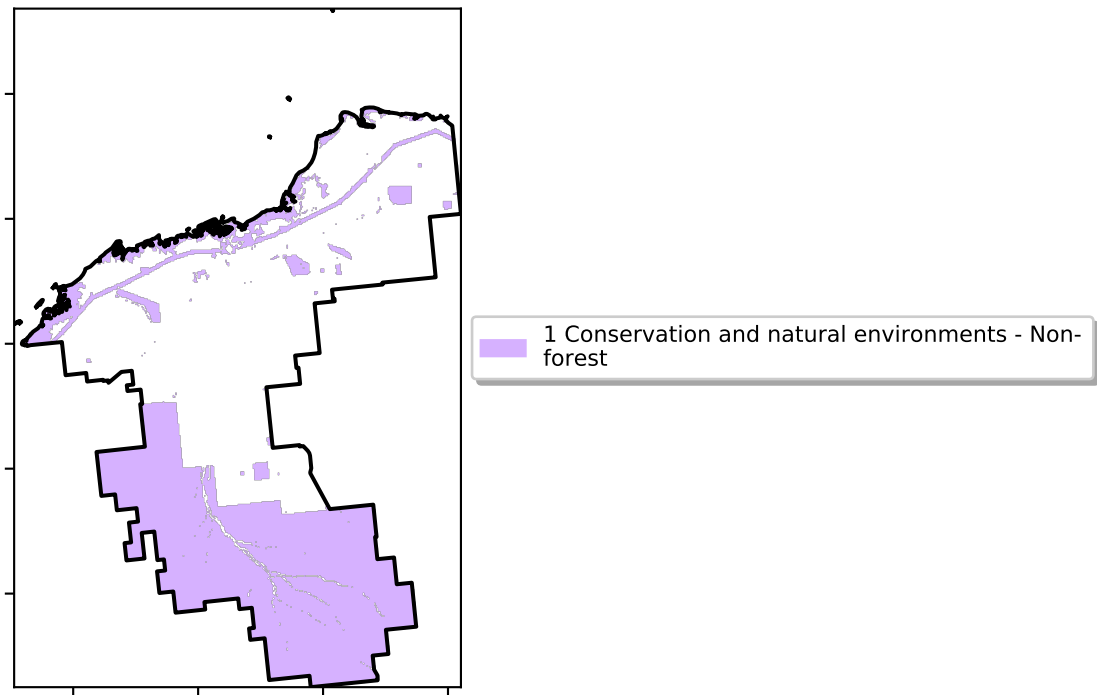 1 Conservation and natural environments - Non-
forest